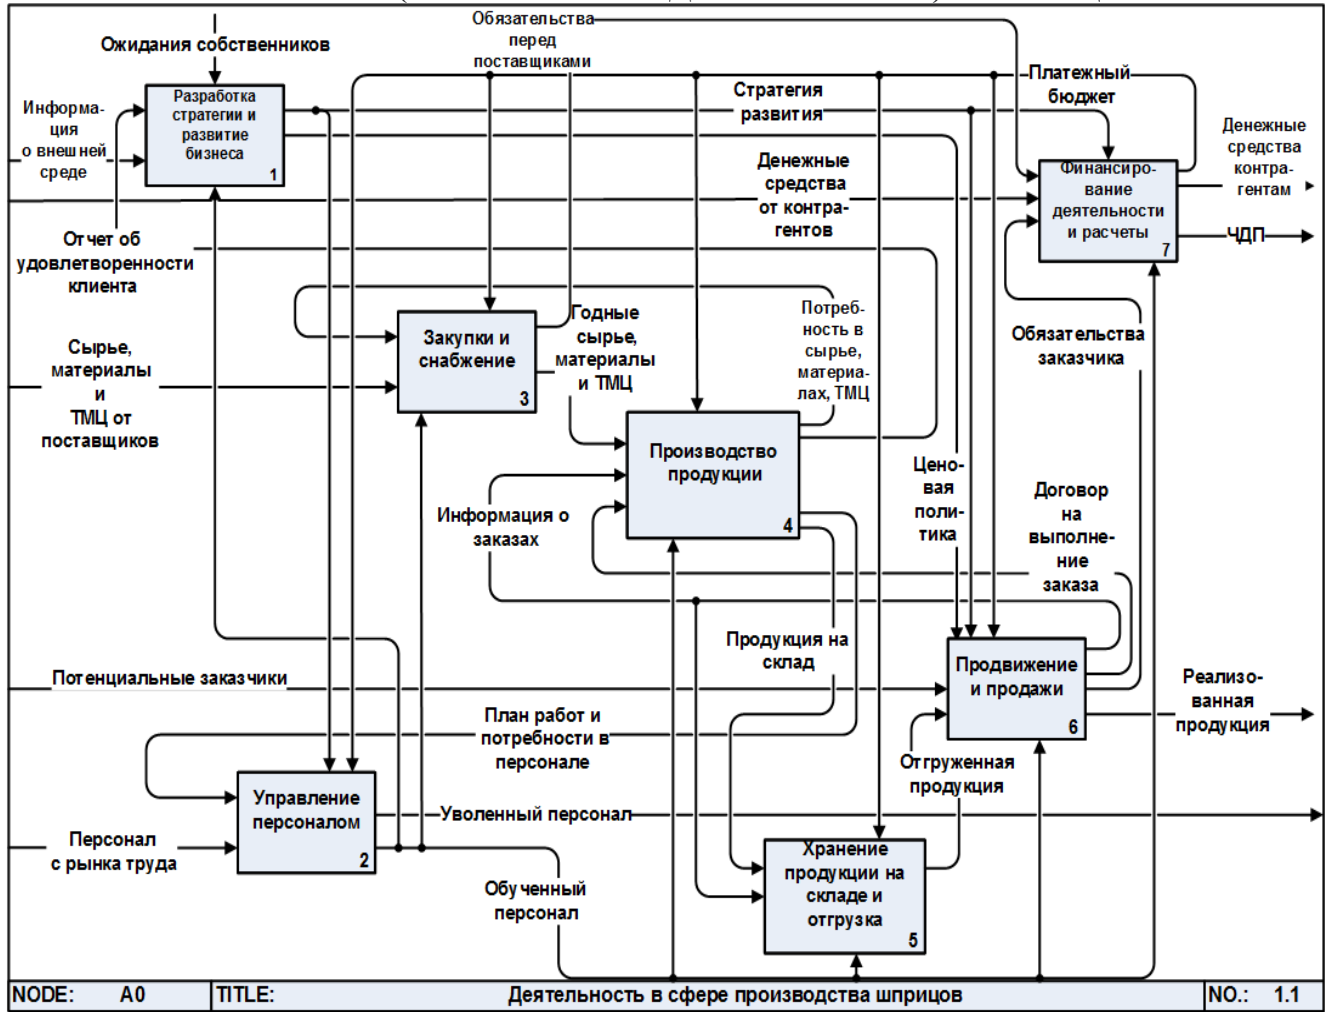 Обязательства
перед
поставщиками
Ожидания собственников
Платежный
бюджет
Стратегия
развития
Информа-
ция
о внешней
среде
Разработка
стратегии и
развитие
бизнеса
1
Денежные
средства
контра-
гентам
Денежные
средства
от контра-
гентов
Финансиро-
вание
деятельности
и расчеты
7
ЧДП
Отчет об
удовлетворенности
клиента
Закупки и
снабжение
3
Годные
сырье,
материалы
и ТМЦ
Потреб-
ность в
сырье,
материа-
лах, ТМЦ
Обязательства
заказчика
Сырье,
материалы
и
ТМЦ от
поставщиков
Производство
продукции
4
Информация о
заказах
Цено-
вая
поли-
тика
Договор
на
выполне-
ние
заказа
Продукция на
склад
Потенциальные заказчики
Продвижение
и продажи
6
Реализо-
ванная
продукция
План работ и
потребности в
персонале
Отгруженная
продукция
Управление
персоналом
2
Уволенный персонал
Персонал
с рынка труда
Обученный
персонал
Хранение
продукции на
складе и
отгрузка
5
NODE: A0 TITLE: Деятельность в сфере производства шприцов NO.: 1.1